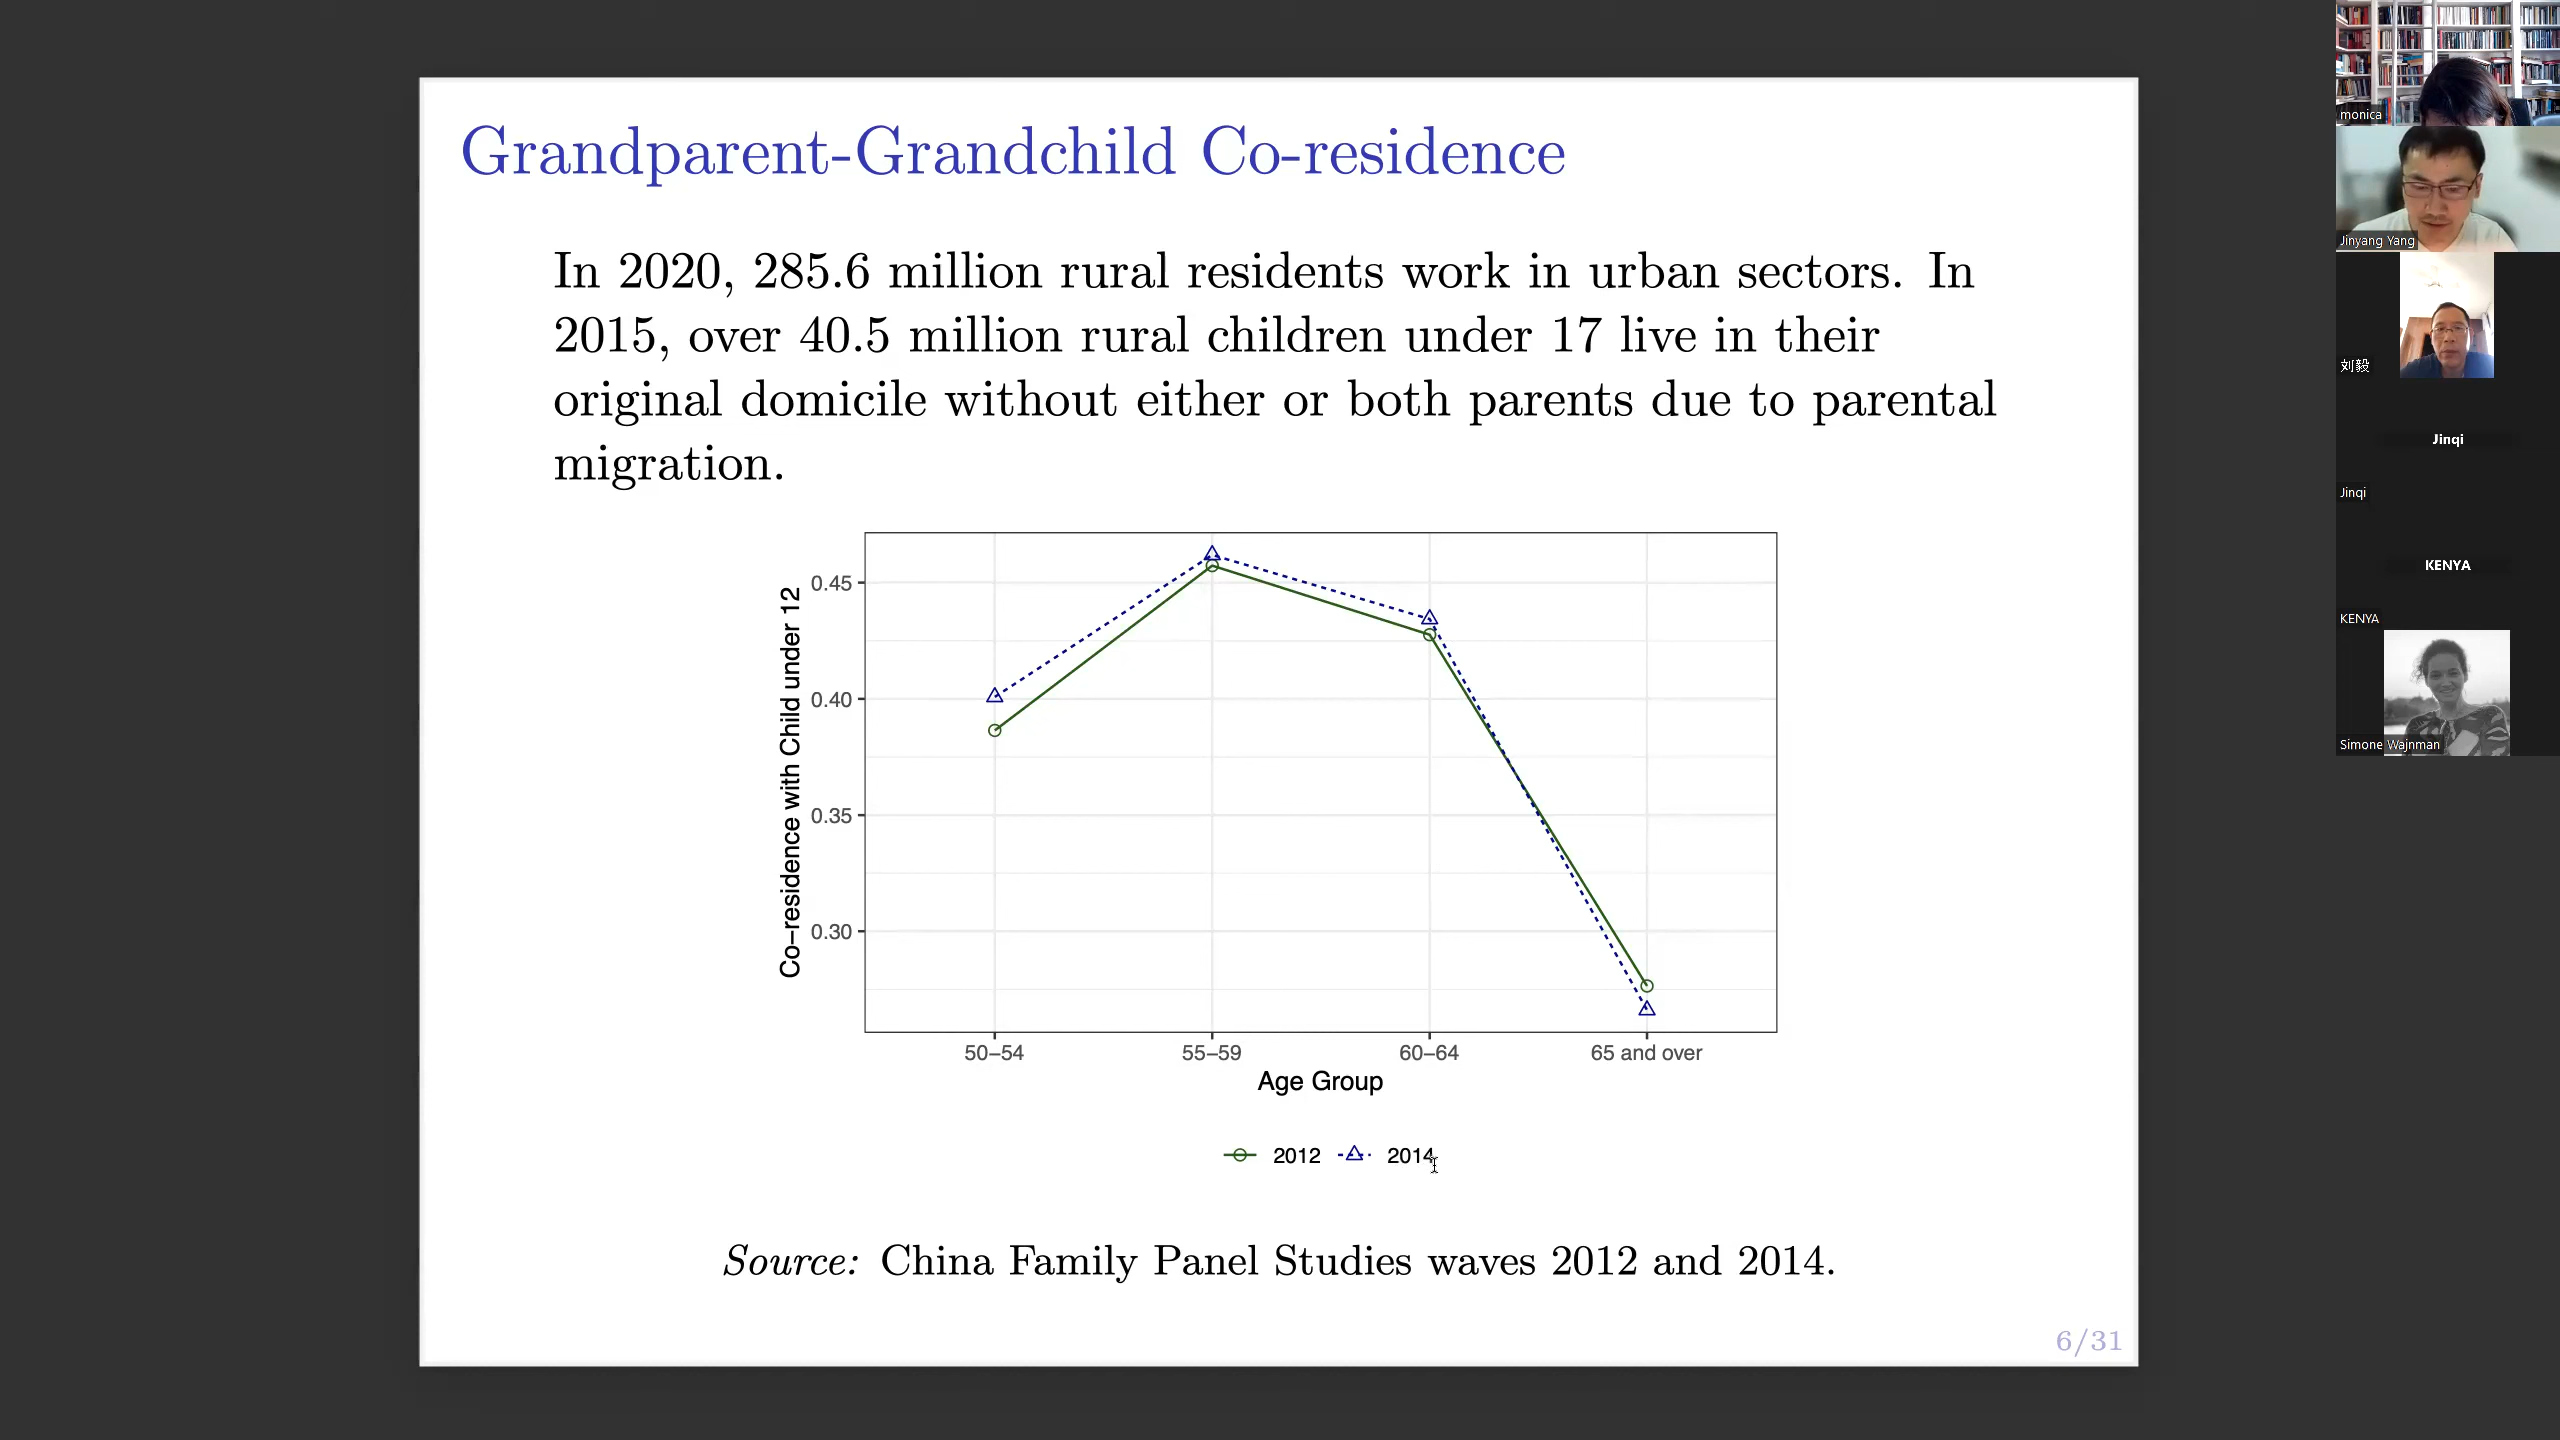 Grandparent-Grandchild Co-residence
In 2020, 285.6 million rural residents work in urban sectors. In
2015, over 40.5 million rural children under 17 live in their
original domicile without either or both parents due to parental
migration.
Co−residence with Child under 12
0.45
0.40
0.35
0.30
50−54
55−59
60−64
65 and over
Age Group
2012
2014
Source: China Family Panel Studies waves 2012 and 2014.
6/31
monica
Jinyang Yang
刘毅
Jinqi
Jinqi
KENYA
KENYA
Simone Wajnman